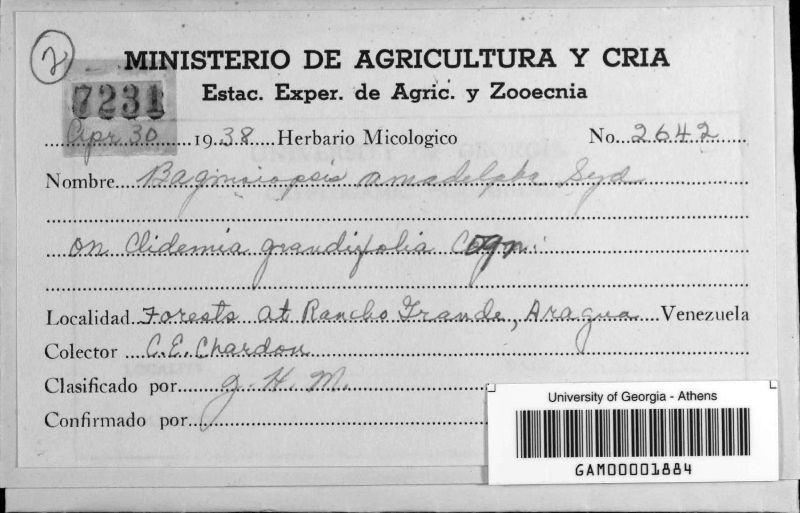 2
MINISTERIO DE AGRICULTURA Y CRIA
Estac. Exper. de Agric. y Zooecnia
7231
Apr 30 1938 Herbario Micologico No. 2642
Nombre Bagnisiopsis Syd
on Clidemia grandifolia Cogn.
Localidad Forests at Rancho Grande, Aragua Venezuela
Colector C.E. Chardon
Clasificado por J. H. M.
Confirmado por
University of Georgia - Athens
GAM00001884